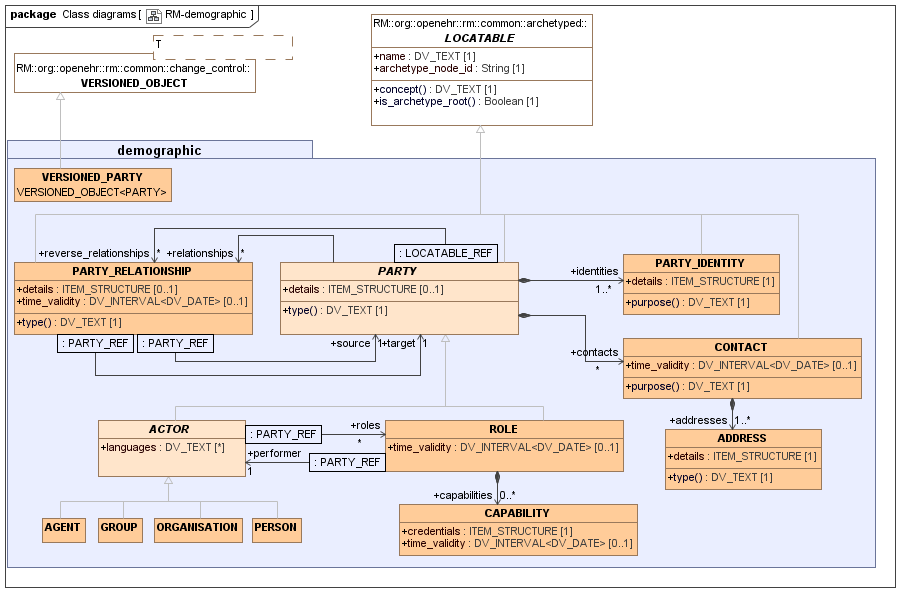 package Class diagrams [ RM-demographic ]
T
RM::org::openehr::rm::common::change_control::
VERSIONED_OBJECT
RM::org::openehr::rm::common::archetyped::
LOCATABLE
+name : DV_TEXT [1]
+archetype_node_id : String [1]
+concept() : DV_TEXT [1]
+is_archetype_root() : Boolean [1]
demographic
VERSIONED_PARTY
VERSIONED_OBJECT<PARTY>
+reverse_relationships
*
+relationships
*
: LOCATABLE_REF
PARTY_RELATIONSHIP
+details : ITEM_STRUCTURE [0..1]
+time_validity : DV_INTERVAL<DV_DATE> [0..1]
+type() : DV_TEXT [1]
: PARTY_REF
: PARTY_REF
PARTY
+details : ITEM_STRUCTURE [0..1]
+type() : DV_TEXT [1]
+source
1
+target
1
+identities
1..*
PARTY_IDENTITY
+details : ITEM_STRUCTURE [1]
+purpose() : DV_TEXT [1]
+contacts
*
CONTACT
+time_validity : DV_INTERVAL<DV_DATE> [0..1]
+purpose() : DV_TEXT [1]
+addresses
1..*
ADDRESS
+details : ITEM_STRUCTURE [1]
+type() : DV_TEXT [1]
ACTOR
+languages : DV_TEXT [*]
: PARTY_REF
+roles
*
+performer
1
: PARTY_REF
ROLE
+time_validity : DV_INTERVAL<DV_DATE> [0..1]
+capabilities
0..*
CAPABILITY
+credentials : ITEM_STRUCTURE [1]
+time_validity : DV_INTERVAL<DV_DATE> [0..1]
AGENT
GROUP
ORGANISATION
PERSON